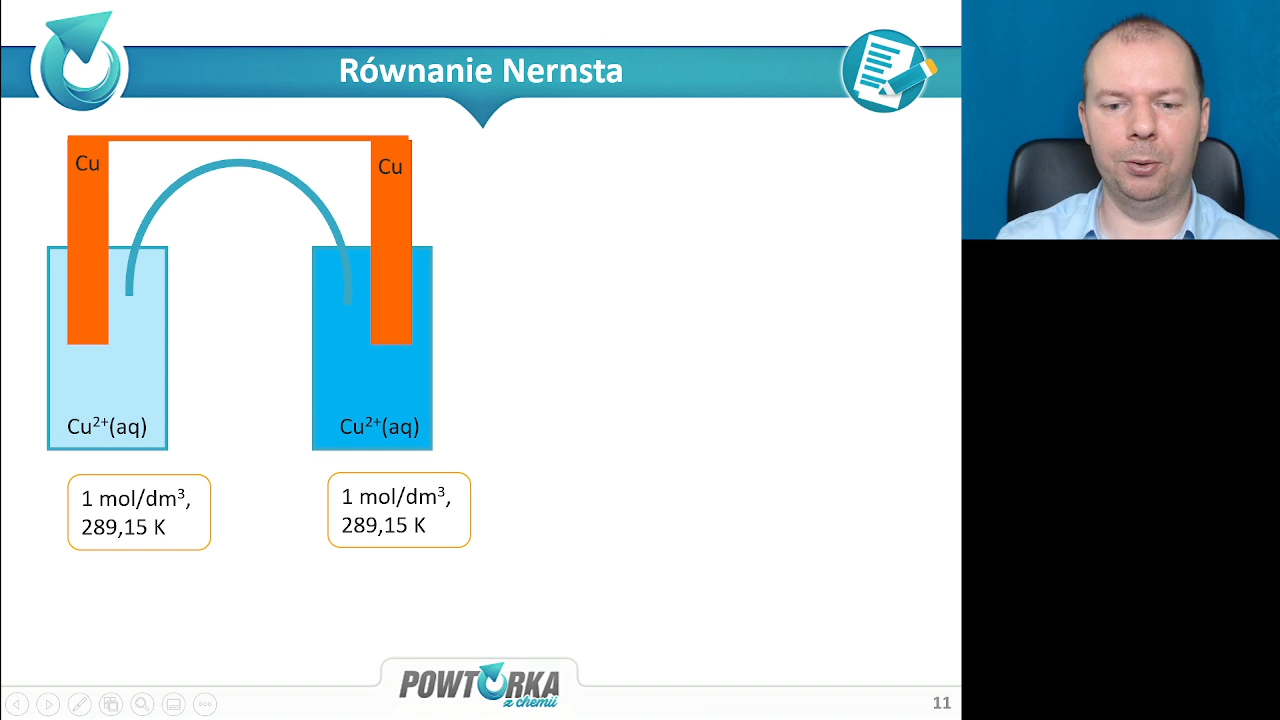 Równanie Nernsta
Cu
Cu
Cu²⁺(aq)
Cu²⁺(aq)
1 mol/dm³,
289,15 K
1 mol/dm³,
289,15 K
POWTÓRKA
z chemii
11